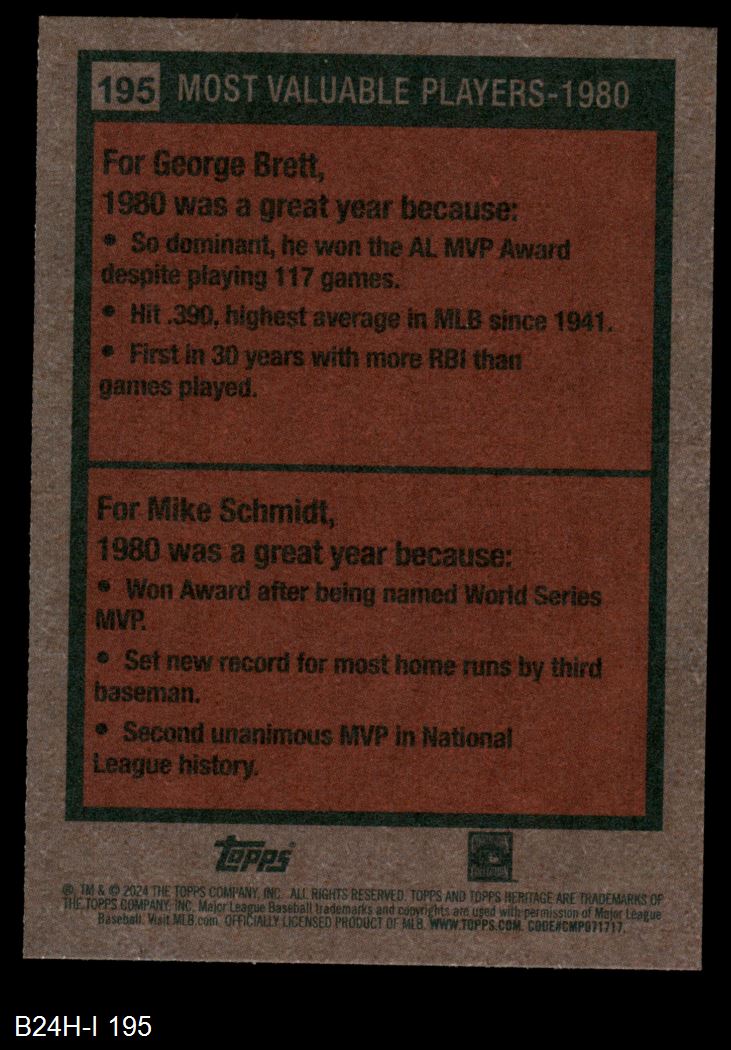 195 MOST VALUABLE PLAYERS-1980
For George Brett,
1980 was a great year because:
• So dominant, he won the AL MVP Award
despite playing 117 games.
• Hit .390, highest average in MLB since 1941.
• First in 30 years with more RBI than
games played.
For Mike Schmidt,
1980 was a great year because:
• Won Award after being named World Series
MVP.
• Set new record for most home runs by third
baseman.
• Second unanimous MVP in National
League history.
Topps
®, TM & © 2024 THE TOPPS COMPANY, INC. ALL RIGHTS RESERVED. TOPPS AND TOPPS HERITAGE ARE TRADEMARKS OF
THE TOPPS COMPANY, INC. Major League Baseball trademarks and copyrights are used with permission of Major League
Baseball. Visit MLB.com. OFFICIALLY LICENSED PRODUCT OF MLB. WWW.TOPPS.COM. CODE#CMP071717.
B24H-I 195